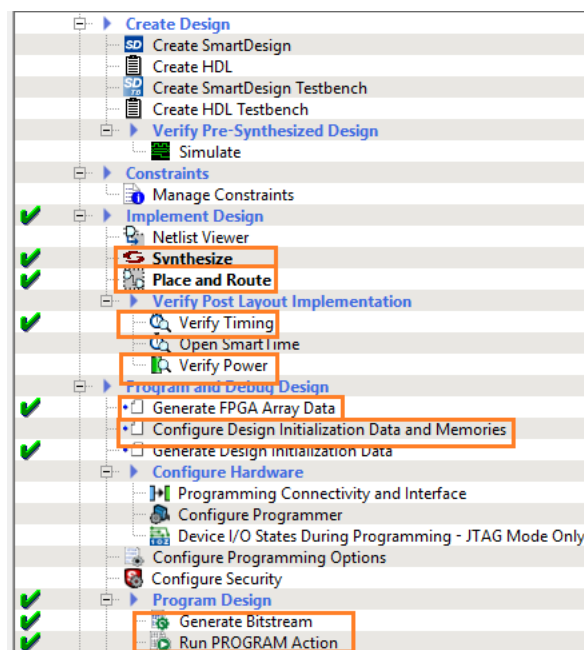 Create Design
SD Create SmartDesign
Create HDL
SD TS Create SmartDesign Testbench
Create HDL Testbench
Verify Pre-Synthesized Design
Simulate
Constraints
Manage Constraints
Implement Design
Netlist Viewer
Synthesize
Place and Route
Verify Post Layout Implementation
Verify Timing
Open SmartTime
Verify Power
Program and Debug Design
Generate FPGA Array Data
Configure Design Initialization Data and Memories
Generate Design Initialization Data
Configure Hardware
Programming Connectivity and Interface
Configure Programmer
Device I/O States During Programming - JTAG Mode Only
Configure Programming Options
Configure Security
Program Design
Generate Bitstream
Run PROGRAM Action